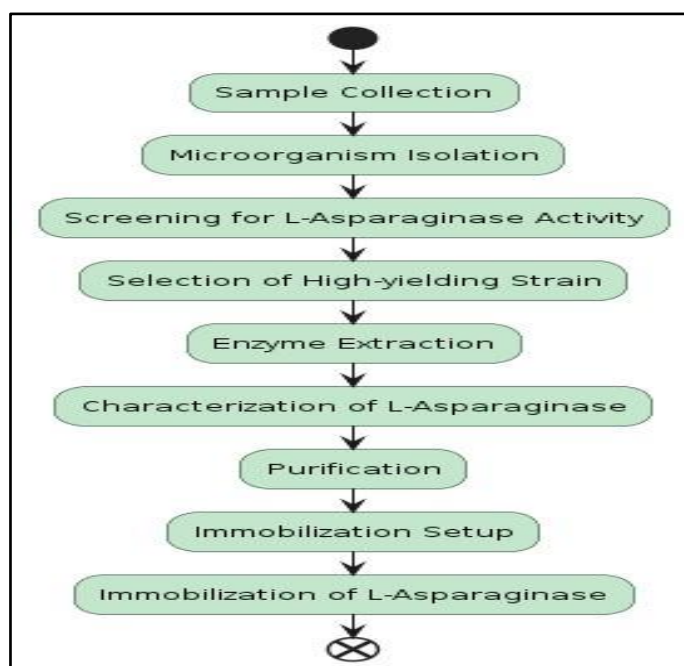 Sample Collection
Microorganism Isolation
Screening for L-Asparaginase Activity
Selection of High-yielding Strain
Enzyme Extraction
Characterization of L-Asparaginase
Purification
Immobilization Setup
Immobilization of L-Asparaginase